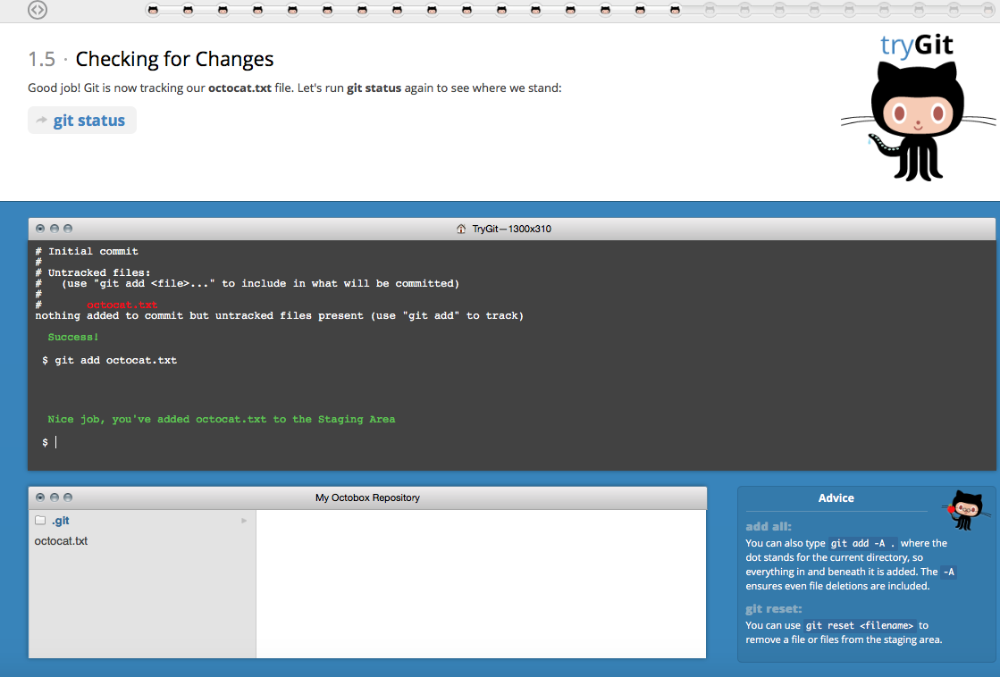 tryGit
1.5 · Checking for Changes
Good job! Git is now tracking our octocat.txt file. Let's run git status again to see where we stand:
git status
TryGit—1300x310
# Initial commit
#
# Untracked files:
#   (use "git add <file>..." to include in what will be committed)
#
#       octocat.txt
nothing added to commit but untracked files present (use "git add" to track)
Success!
$ git add octocat.txt
Nice job, you've added octocat.txt to the Staging Area
$
My Octobox Repository
.git
octocat.txt
Advice
add all:
You can also type git add -A . where the
dot stands for the current directory, so
everything in and beneath it is added. The -A
ensures even file deletions are included.
git reset:
You can use git reset <filename> to
remove a file or files from the staging area.